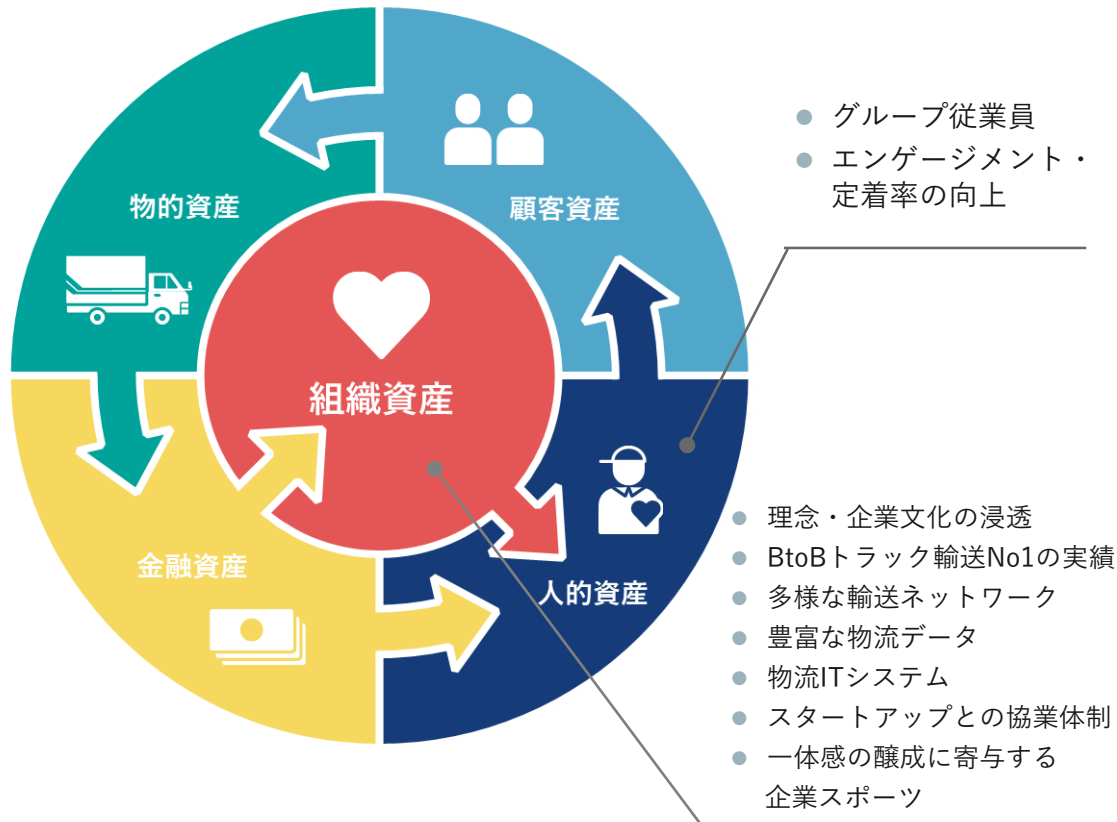 グループ従業員
エンゲージメント・
定着率の向上
物的資産
顧客資産
組織資産
金融資産
人的資産
理念・企業文化の浸透
BtoBトラック輸送No1の実績
多様な輸送ネットワーク
豊富な物流データ
物流ITシステム
スタートアップとの協業体制
一体感の醸成に寄与する
企業スポーツ